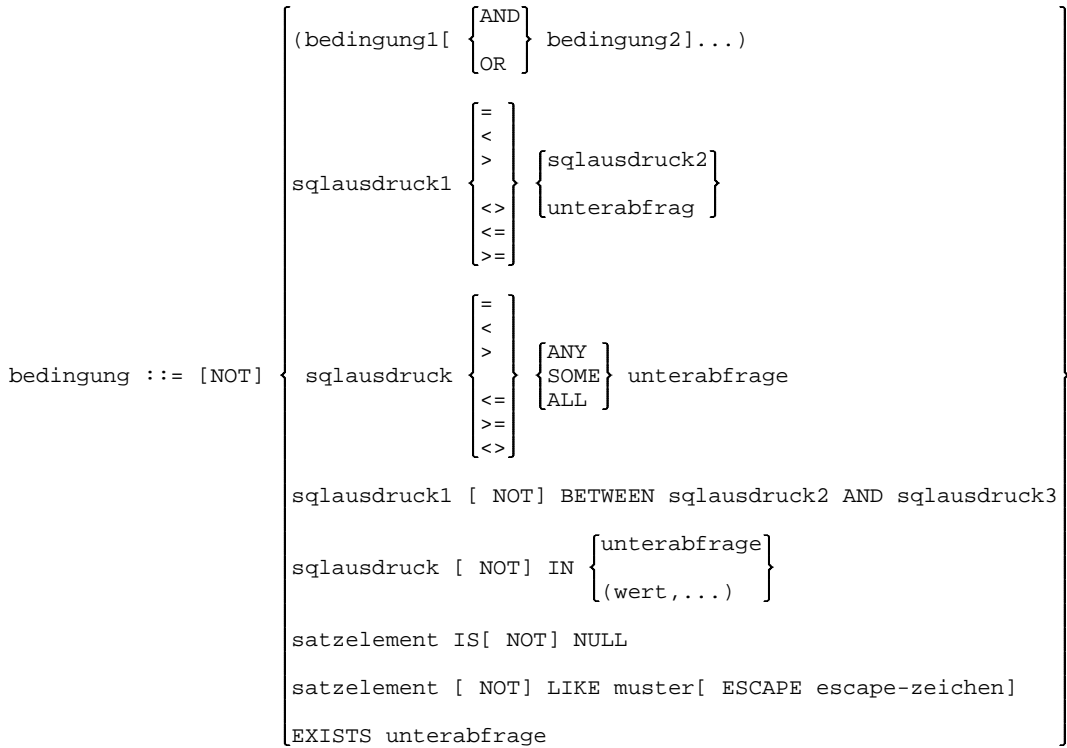 (bedingung1[ AND bedingung2]...)
OR
=
<
>
sqlausdruck1 sqlausdruck2
<> unterabfrag
<=
>=
=
<
> ANY
bedingung ::= [NOT] sqlausdruck SOME unterabfrage
<= ALL
>=
<>
sqlausdruck1 [ NOT] BETWEEN sqlausdruck2 AND sqlausdruck3
unterabfrage
sqlausdruck [ NOT] IN
(wert,...)
satzelement IS[ NOT] NULL
satzelement [ NOT] LIKE muster[ ESCAPE escape-zeichen]
EXISTS unterabfrage